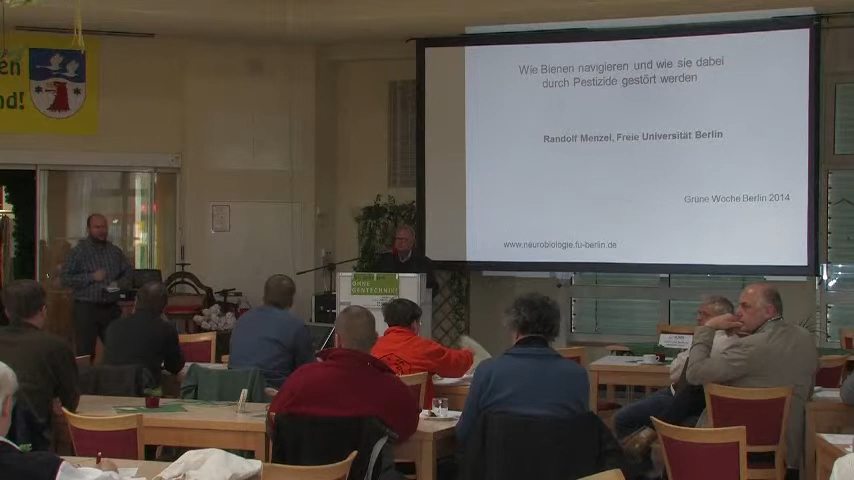 en
nd!
Wie Bienen navigieren und wie sie dabei
durch Pestizide gestört werden
Randolf Menzel, Freie Universität Berlin
Grüne Woche Berlin 2014
www.neurobiologie.fu-berlin.de
OHNE
GENTECHNIK!